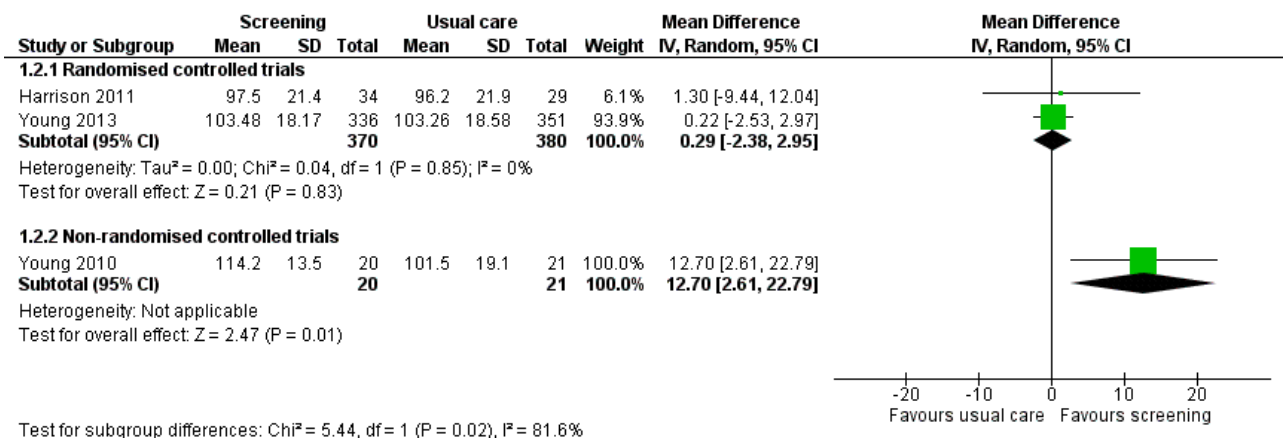 Screening Usual care Mean Difference Mean Difference
Study or Subgroup Mean SD Total Mean SD Total Weight IV, Random, 95% CI IV, Random, 95% CI
1.2.1 Randomised controlled trials
Harrison 2011 97.5 21.4 34 96.2 21.9 29 6.1% 1.30 [-9.44, 12.04]
Young 2013 103.48 18.17 336 103.26 18.58 351 93.9% 0.22 [-2.53, 2.97]
Subtotal (95% CI) 370 380 100.0% 0.29 [-2.38, 2.95]
Heterogeneity: Tau² = 0.00; Chi² = 0.04, df = 1 (P = 0.85); I² = 0%
Test for overall effect: Z = 0.21 (P = 0.83)
1.2.2 Non-randomised controlled trials
Young 2010 114.2 13.5 20 101.5 19.1 21 100.0% 12.70 [2.61, 22.79]
Subtotal (95% CI) 20 21 100.0% 12.70 [2.61, 22.79]
Heterogeneity: Not applicable
Test for overall effect: Z = 2.47 (P = 0.01)
-20 -10 0 10 20
Favours usual care Favours screening
Test for subgroup differences: Chi² = 5.44, df = 1 (P = 0.02), I² = 81.6%